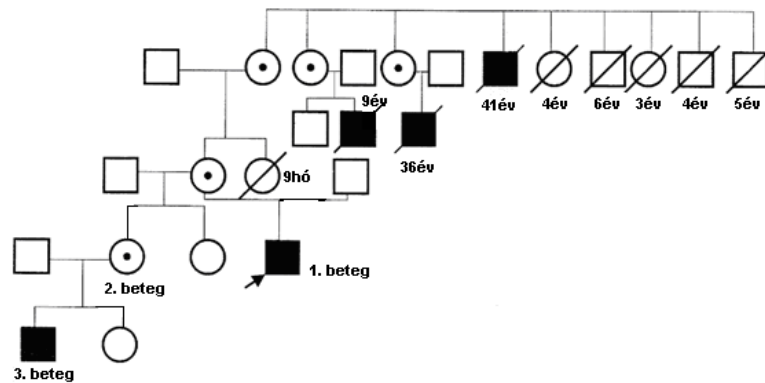 9év
41év
4év
6év
3év
4év
5év
36év
9hó
1. beteg
2. beteg
3. beteg